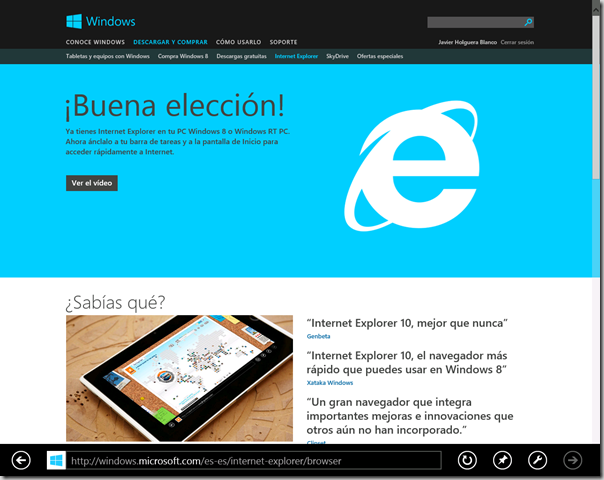 Windows
CONOCE WINDOWS DESCARGAR Y COMPRAR CÓMO USARLO SOPORTE
Javier Holguera Blanco Cerrar sesión
Tabletas y equipos con Windows Compra Windows 8 Descargas gratuitas Internet Explorer SkyDrive Ofertas especiales
¡Buena elección!
Ya tienes Internet Explorer en tu PC Windows 8 o Windows RT PC.
Ahora ánclalo a tu barra de tareas y a la pantalla de Inicio para
acceder rápidamente a Internet.
Ver el vídeo
¿Sabías qué?
“Internet Explorer 10, mejor que nunca”
Genbeta
“Internet Explorer 10, el navegador más
rápido que puedes usar en Windows 8”
Xataka Windows
“Un gran navegador que integra
importantes mejoras e innovaciones que
otros aún no han incorporado.”
http://windows.microsoft.com/es-es/internet-explorer/browser